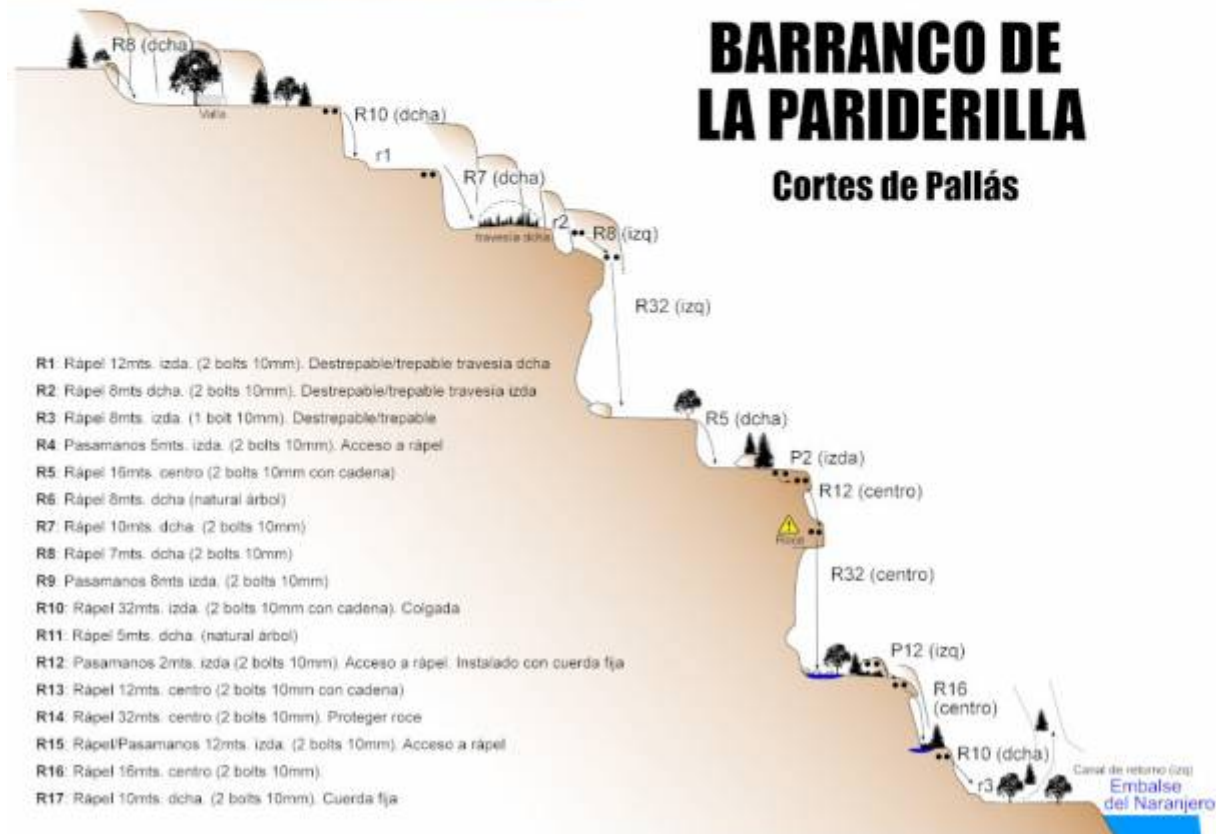 BARRANCO DE
LA PARIDERILLA
Cortes de Pallás
R8 (dcha)
Valla
R10 (dcha)
r1
R7 (dcha)
travesía dcha
r2
R8 (izq)
R32 (izq)
R5 (dcha)
P2 (izda)
R12 (centro)
Roce
R32 (centro)
P12 (izq)
R16
(centro)
R10 (dcha)
r3
Canal de retorno (izq)
Embalse
del Naranjero
R1: Rápel 12mts. izda. (2 bolts 10mm). Destrepable/trepable travesía dcha
R2: Rápel 8mts dcha. (2 bolts 10mm). Destrepable/trepable travesía izda
R3: Rápel 8mts. izda. (1 bolt 10mm). Destrepable/trepable
R4: Pasamanos 5mts. izda. (2 bolts 10mm). Acceso a rápel
R5: Rápel 16mts. centro (2 bolts 10mm con cadena)
R6: Rápel 8mts. dcha (natural árbol)
R7: Rápel 10mts. dcha. (2 bolts 10mm)
R8: Rápel 7mts. dcha (2 bolts 10mm)
R9: Pasamanos 8mts izda. (2 bolts 10mm)
R10: Rápel 32mts. izda. (2 bolts 10mm con cadena). Colgada
R11: Rápel 5mts. dcha. (natural árbol)
R12: Pasamanos 2mts. izda (2 bolts 10mm). Acceso a rápel. Instalado con cuerda fija
R13: Rápel 12mts. centro (2 bolts 10mm con cadena)
R14: Rápel 32mts. centro (2 bolts 10mm). Proteger roce
R15: Rápel/Pasamanos 12mts. izda. (2 bolts 10mm). Acceso a rápel
R16: Rápel 16mts. centro (2 bolts 10mm).
R17: Rápel 10mts. dcha. (2 bolts 10mm). Cuerda fija